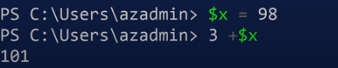 PS C:\Users\azadmin> $x = 98
PS C:\Users\azadmin> 3 +$x
101